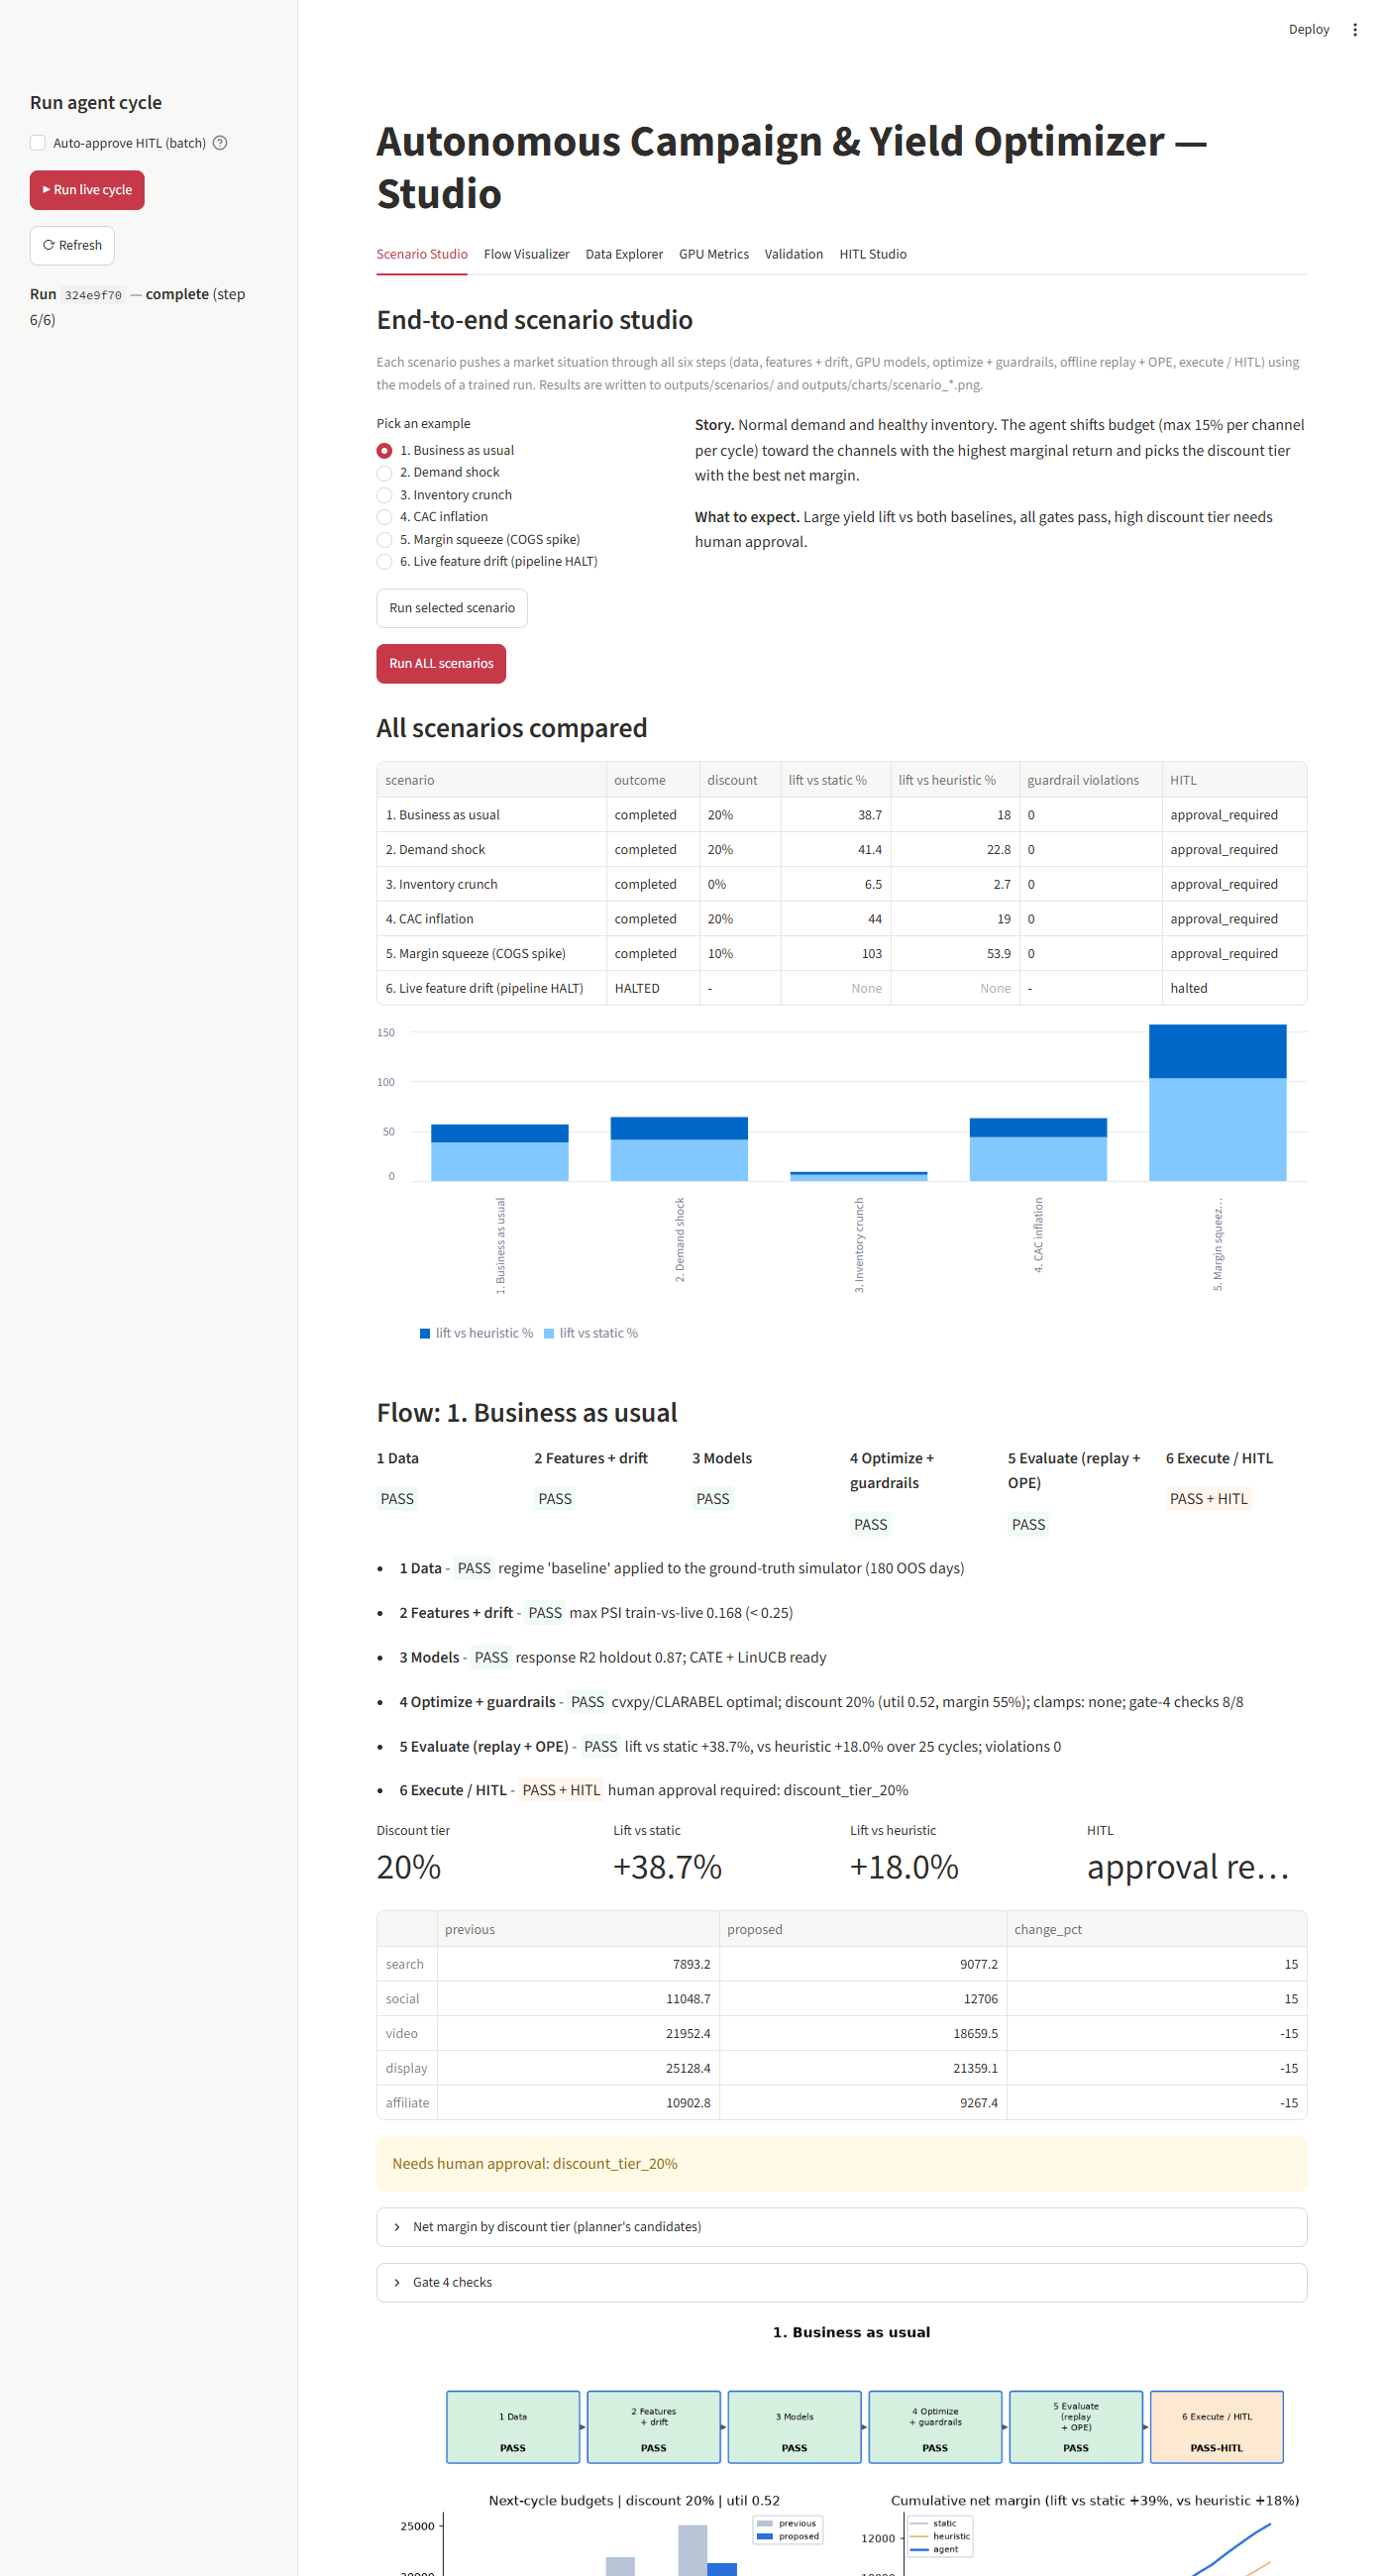 Deploy
Run agent cycle
Auto-approve HITL (batch)
Run live cycle
Refresh
Run 324e9f70 — complete (step
6/6)
Autonomous Campaign & Yield Optimizer —
Studio
Scenario Studio Flow Visualizer Data Explorer GPU Metrics Validation HITL Studio
End-to-end scenario studio
Each scenario pushes a market situation through all six steps (data, features + drift, GPU models, optimize + guardrails, offline replay + OPE, execute / HITL) using
the models of a trained run. Results are written to outputs/scenarios/ and outputs/charts/scenario_*.png.
Pick an example
1. Business as usual
2. Demand shock
3. Inventory crunch
4. CAC inflation
5. Margin squeeze (COGS spike)
6. Live feature drift (pipeline HALT)
Run selected scenario
Run ALL scenarios
Story. Normal demand and healthy inventory. The agent shifts budget (max 15% per channel
per cycle) toward the channels with the highest marginal return and picks the discount tier
with the best net margin.
What to expect. Large yield lift vs both baselines, all gates pass, high discount tier needs
human approval.
All scenarios compared
scenario outcome discount lift vs static % lift vs heuristic % guardrail violations HITL
1. Business as usual completed 20% 38.7 18 0 approval_required
2. Demand shock completed 20% 41.4 22.8 0 approval_required
3. Inventory crunch completed 0% 6.5 2.7 0 approval_required
4. CAC inflation completed 20% 44 19 0 approval_required
5. Margin squeeze (COGS spike) completed 10% 103 53.9 0 approval_required
6. Live feature drift (pipeline HALT) HALTED - None None - halted
150
100
50
0
1. Business as usual
2. Demand shock
3. Inventory crunch
4. CAC inflation
5. Margin squeez…
lift vs heuristic % lift vs static %
Flow: 1. Business as usual
1 Data
PASS
2 Features + drift
PASS
3 Models
PASS
4 Optimize +
guardrails
PASS
5 Evaluate (replay +
OPE)
PASS
6 Execute / HITL
PASS + HITL
• 1 Data - PASS regime 'baseline' applied to the ground-truth simulator (180 OOS days)
• 2 Features + drift - PASS max PSI train-vs-live 0.168 (< 0.25)
• 3 Models - PASS response R2 holdout 0.87; CATE + LinUCB ready
• 4 Optimize + guardrails - PASS cvxpy/CLARABEL optimal; discount 20% (util 0.52, margin 55%); clamps: none; gate-4 checks 8/8
• 5 Evaluate (replay + OPE) - PASS lift vs static +38.7%, vs heuristic +18.0% over 25 cycles; violations 0
• 6 Execute / HITL - PASS + HITL human approval required: discount_tier_20%
Discount tier Lift vs static Lift vs heuristic HITL
20% +38.7% +18.0% approval re…
previous proposed change_pct
search 7893.2 9077.2 15
social 11048.7 12706 15
video 21952.4 18659.5 -15
display 25128.4 21359.1 -15
affiliate 10902.8 9267.4 -15
Needs human approval: discount_tier_20%
Net margin by discount tier (planner's candidates)
Gate 4 checks
1. Business as usual
1 Data
PASS
2 Features
+ drift
PASS
3 Models
PASS
4 Optimize
+ guardrails
PASS
5 Evaluate
(replay
+ OPE)
PASS
6 Execute / HITL
PASS-HITL
Next-cycle budgets | discount 20% | util 0.52
25000
previous
proposed
Cumulative net margin (lift vs static +39%, vs heuristic +18%)
12000
static
heuristic
agent